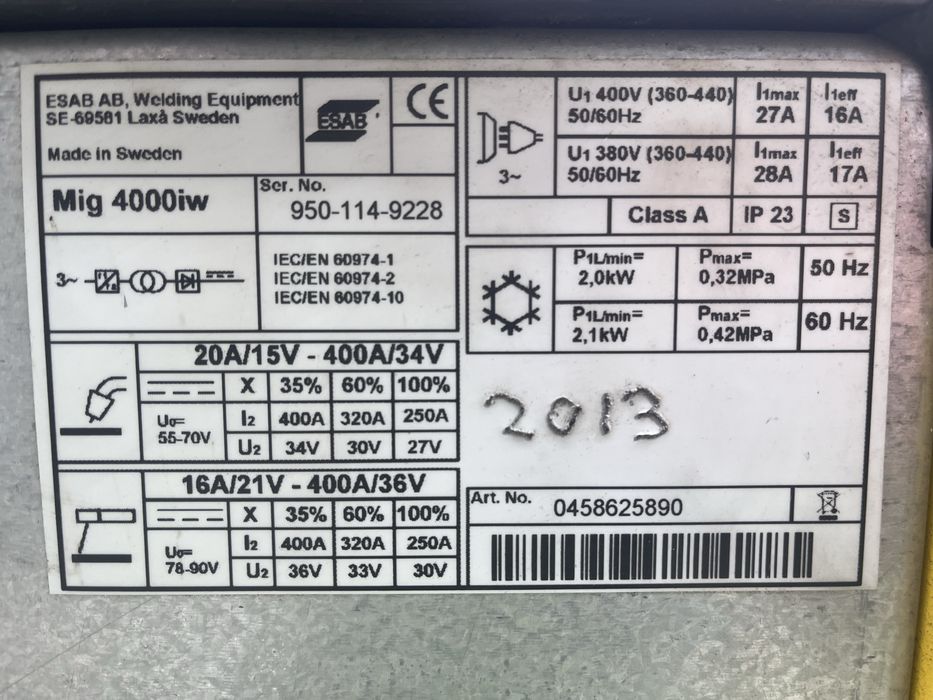 ESAB AB, Welding Equipment
SE-69581 Laxå Sweden
Made in Sweden
ESAB
CE
Mig 4000iw
Ser. No.
950-114-9228
3~
IEC/EN 60974-1
IEC/EN 60974-2
IEC/EN 60974-10
20A/15V - 400A/34V
X 35% 60% 100%
U₀=
55-70V
I₂ 400A 320A 250A
U₂ 34V 30V 27V
16A/21V - 400A/36V
X 35% 60% 100%
U₀=
78-90V
I₂ 400A 320A 250A
U₂ 36V 33V 30V
3~
U₁ 400V (360-440)
50/60Hz
I₁max
27A
I₁eff
16A
U₁ 380V (360-440)
50/60Hz
I₁max
28A
I₁eff
17A
Class A IP 23 S
P1L/min=
2,0kW
Pmax=
0,32MPa
50 Hz
P1L/min=
2,1kW
Pmax=
0,42MPa
60 Hz
2013
Art. No.
0458625890